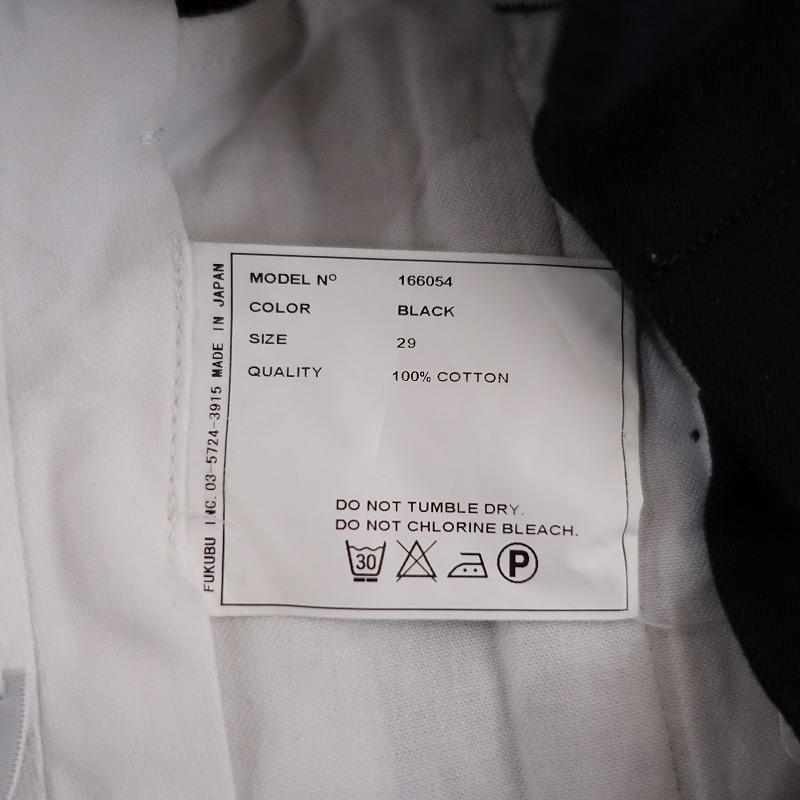 MODEL Nº 166054
COLOR BLACK
SIZE 29
QUALITY 100% COTTON
DO NOT TUMBLE DRY.
DO NOT CHLORINE BLEACH.
30 P
FUKUBU INC. 03-5724-3915 MADE IN JAPAN